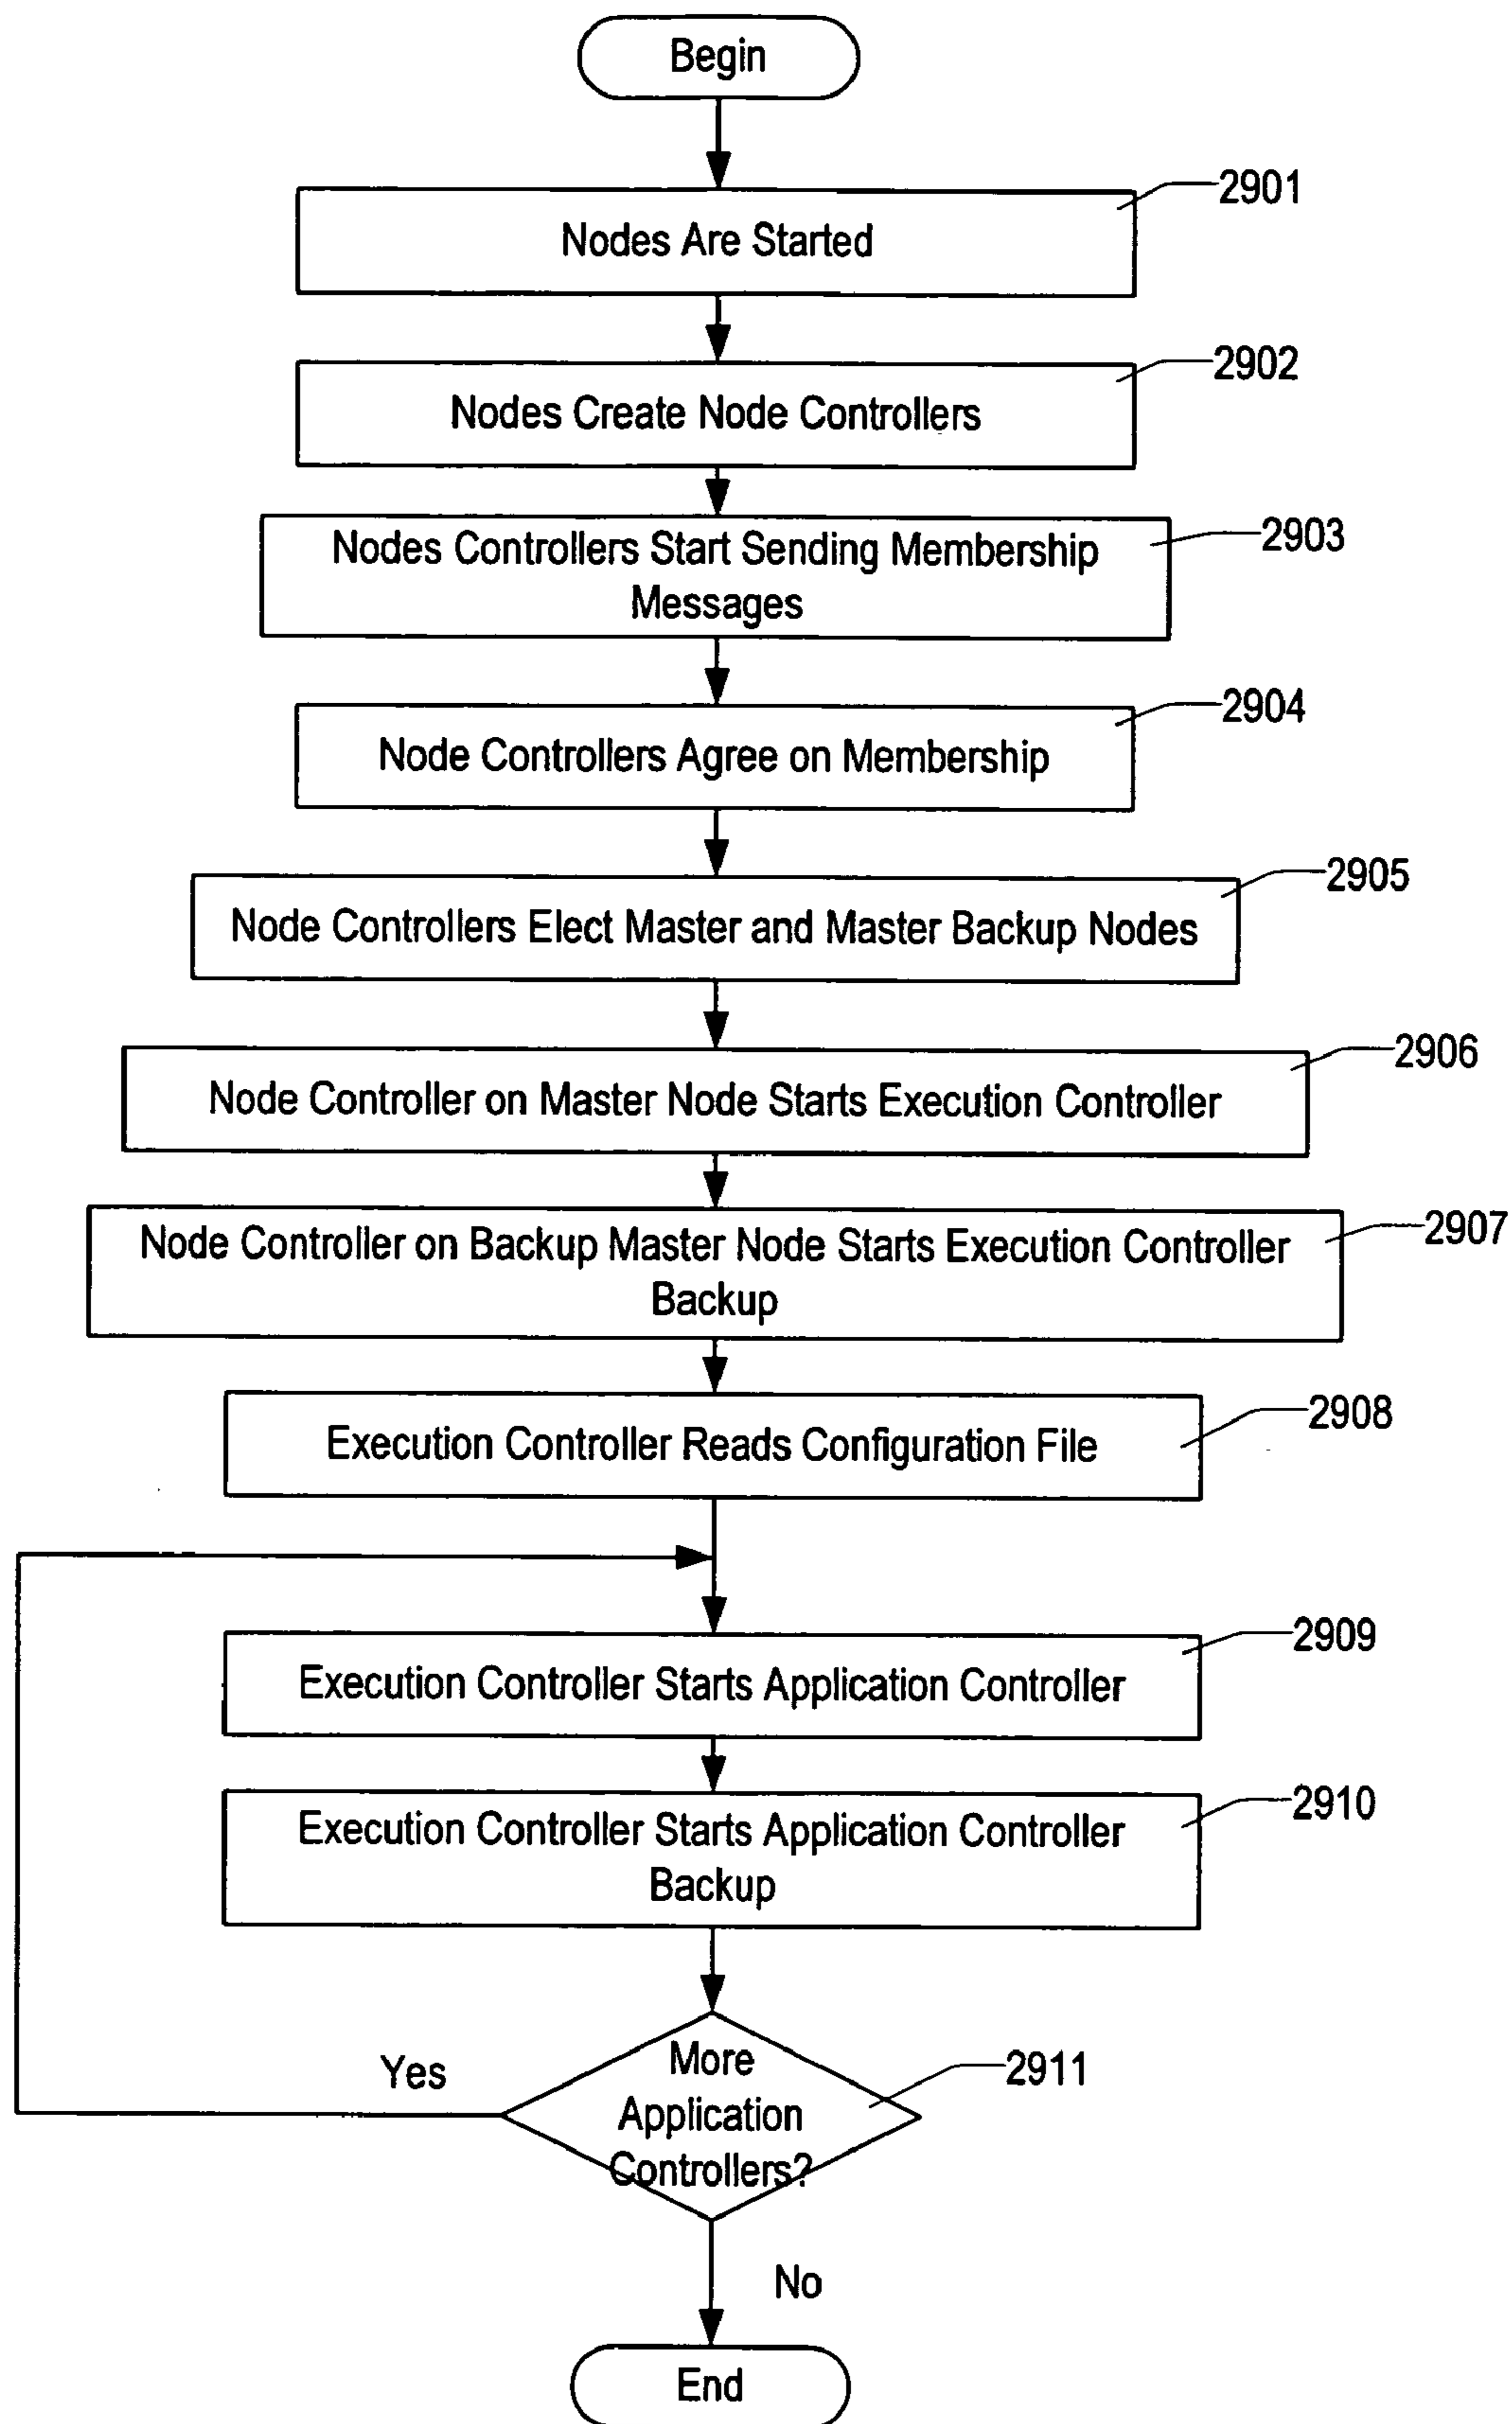 Begin
2901
Nodes Are Started
2902
Nodes Create Node Controllers
2903
Nodes Controllers Start Sending Membership
Messages
2904
Node Controllers Agree on Membership
2905
Node Controllers Elect Master and Master Backup Nodes
2906
Node Controller on Master Node Starts Execution Controller
2907
Node Controller on Backup Master Node Starts Execution Controller
Backup
2908
Execution Controller Reads Configuration File
2909
Execution Controller Starts Application Controller
2910
Execution Controller Starts Application Controller
Backup
2911
More
Application
Controllers?
Yes
No
End